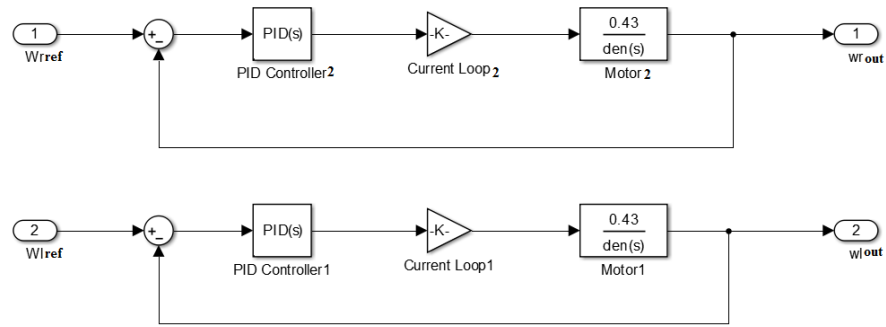 1
+
−
PID(s)
-K-
0.43
den(s)
1
Wrref
PID Controller2
Current Loop2
Motor2
wrout
2
+
−
PID(s)
-K-
0.43
den(s)
2
Wlref
PID Controller1
Current Loop1
Motor1
wlout